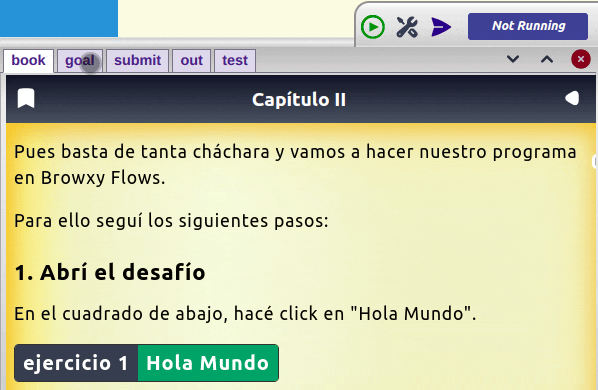 Not Running
book goal submit out test
Capítulo II
Pues basta de tanta cháchara y vamos a hacer nuestro programa
en Browxy Flows.
Para ello seguí los siguientes pasos:
1. Abrí el desafío
En el cuadrado de abajo, hacé click en "Hola Mundo".
ejercicio 1 Hola Mundo